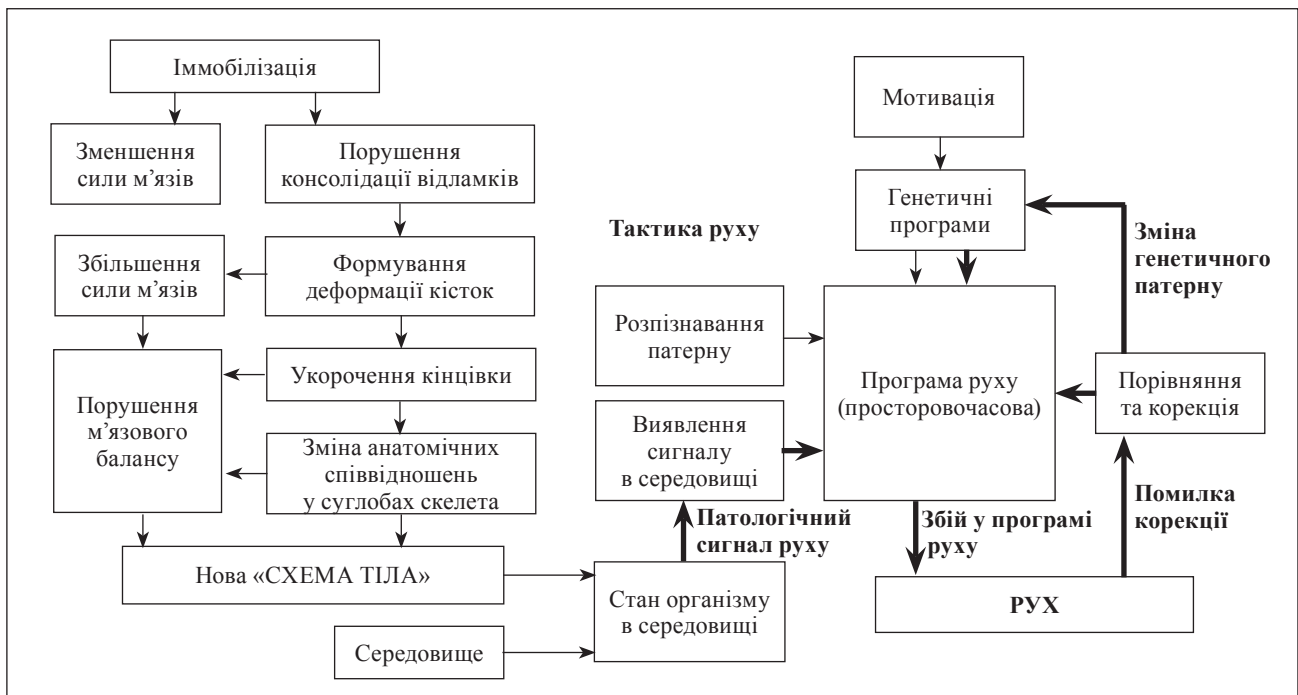 Іммобілізація
Зменшення
сили м’язів
Порушення
консолідації відламків
Збільшення
сили м’язів
Формування
деформації кісток
Укорочення кінцівки
Порушення
м’язового
балансу
Зміна анатомічних
співвідношень
у суглобах скелета
Нова «СХЕМА ТІЛА»
Середовище
Стан організму
в середовищі
Патологічний
сигнал руху
Тактика руху
Розпізнавання
патерну
Виявлення
сигналу
в середовищі
Мотивація
Генетичні
програми
Програма руху
(просторовочасова)
Зміна
генетичного
патерну
Порівняння
та корекція
Помилка
корекції
Збій у програмі
руху
РУХ